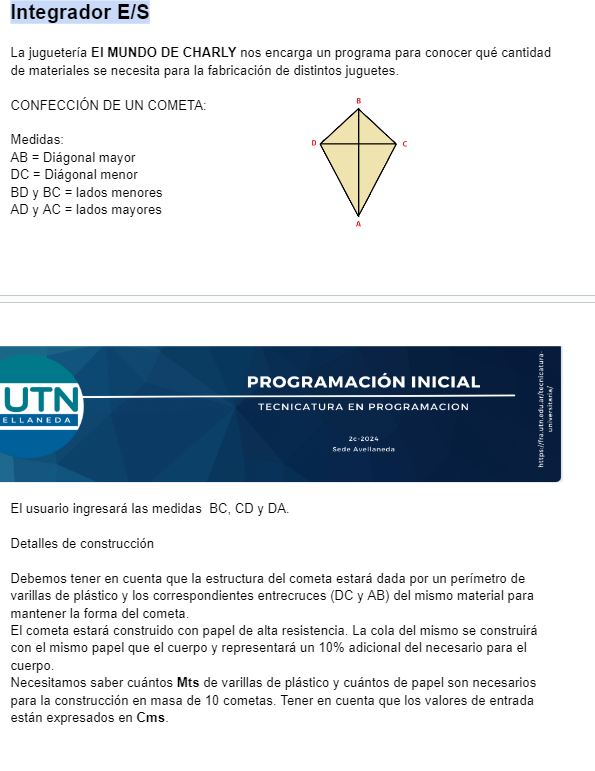 Integrador E/S
La juguetería El MUNDO DE CHARLY nos encarga un programa para conocer qué cantidad
de materiales se necesita para la fabricación de distintos juguetes.
CONFECCIÓN DE UN COMETA:
Medidas:
AB = Diágonal mayor
DC = Diágonal menor
BD y BC = lados menores
AD y AC = lados mayores
B
D
C
A
UTN
ELLANEDA
PROGRAMACIÓN INICIAL
TECNICATURA EN PROGRAMACION
2c-2024
Sede Avellaneda
https://fra.utn.edu.ar/tecnicatura-
universitaria/
El usuario ingresará las medidas  BC, CD y DA.
Detalles de construcción
Debemos tener en cuenta que la estructura del cometa estará dada por un perímetro de
varillas de plástico y los correspondientes entrecruces (DC y AB) del mismo material para
mantener la forma del cometa.
El cometa estará construido con papel de alta resistencia. La cola del mismo se construirá
con el mismo papel que el cuerpo y representará un 10% adicional del necesario para el
cuerpo.
Necesitamos saber cuántos Mts de varillas de plástico y cuántos de papel son necesarios
para la construcción en masa de 10 cometas. Tener en cuenta que los valores de entrada
están expresados en Cms.